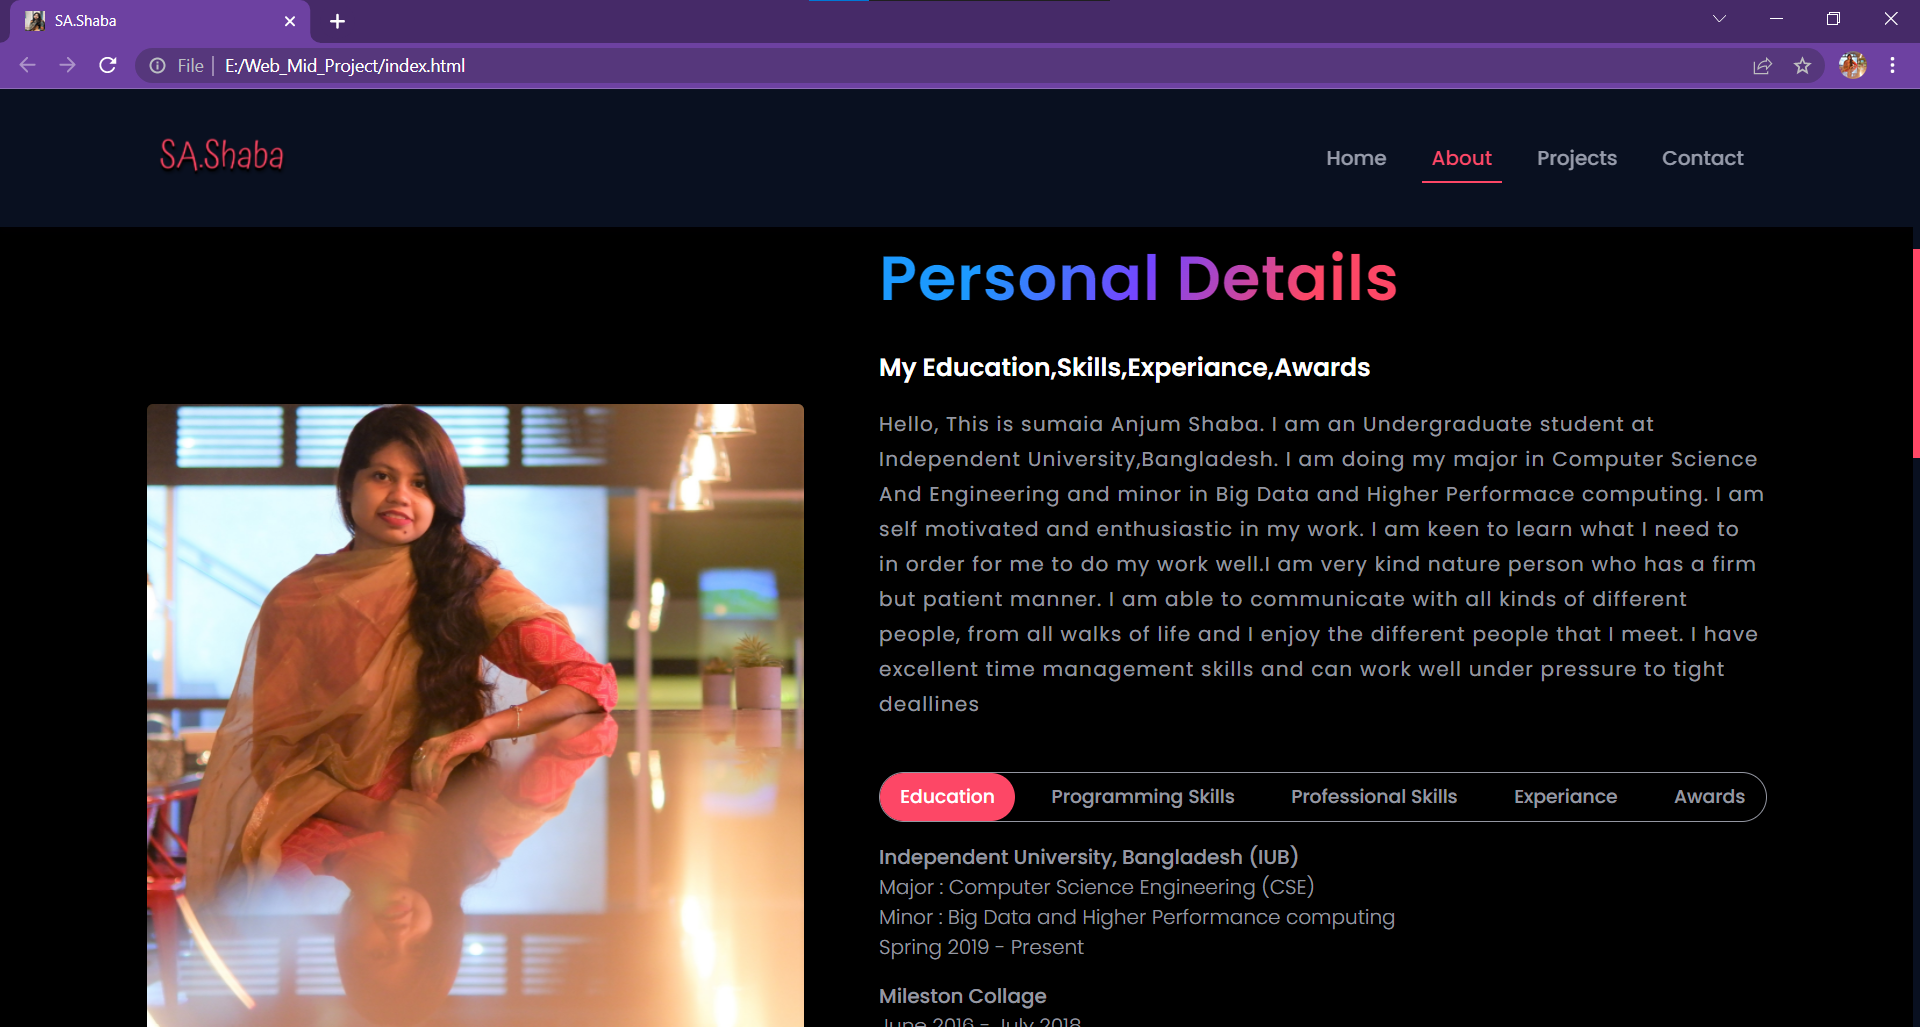 SA.Shaba
File
E:/Web_Mid_Project/index.html
SA.Shaba
Home About Projects Contact
Personal Details
My Education,Skills,Experiance,Awards
Hello, This is sumaia Anjum Shaba. I am an Undergraduate student at
Independent University,Bangladesh. I am doing my major in Computer Science
And Engineering and minor in Big Data and Higher Performace computing. I am
self motivated and enthusiastic in my work. I am keen to learn what I need to
in order for me to do my work well.I am very kind nature person who has a firm
but patient manner. I am able to communicate with all kinds of different
people, from all walks of life and I enjoy the different people that I meet. I have
excellent time management skills and can work well under pressure to tight
deallines
Education Programming Skills Professional Skills Experiance Awards
Independent University, Bangladesh (IUB)
Major : Computer Science Engineering (CSE)
Minor : Big Data and Higher Performance computing
Spring 2019 - Present
Mileston Collage
June 2016 - July 2018